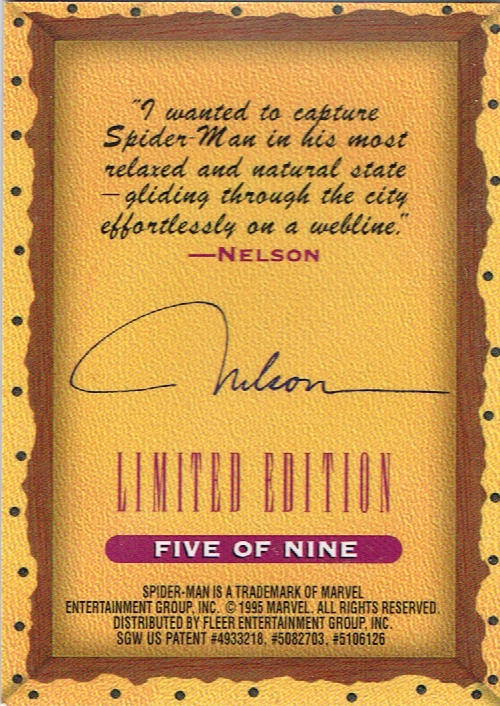 "I wanted to capture
Spider-Man in his most
relaxed and natural state
—gliding through the city
effortlessly on a webline."
—NELSON
Nelson
LIMITED EDITION
FIVE OF NINE
SPIDER-MAN IS A TRADEMARK OF MARVEL
ENTERTAINMENT GROUP, INC. © 1995 MARVEL. ALL RIGHTS RESERVED.
DISTRIBUTED BY FLEER ENTERTAINMENT GROUP, INC.
SGW US PATENT #4933218, #5082703, #5106126